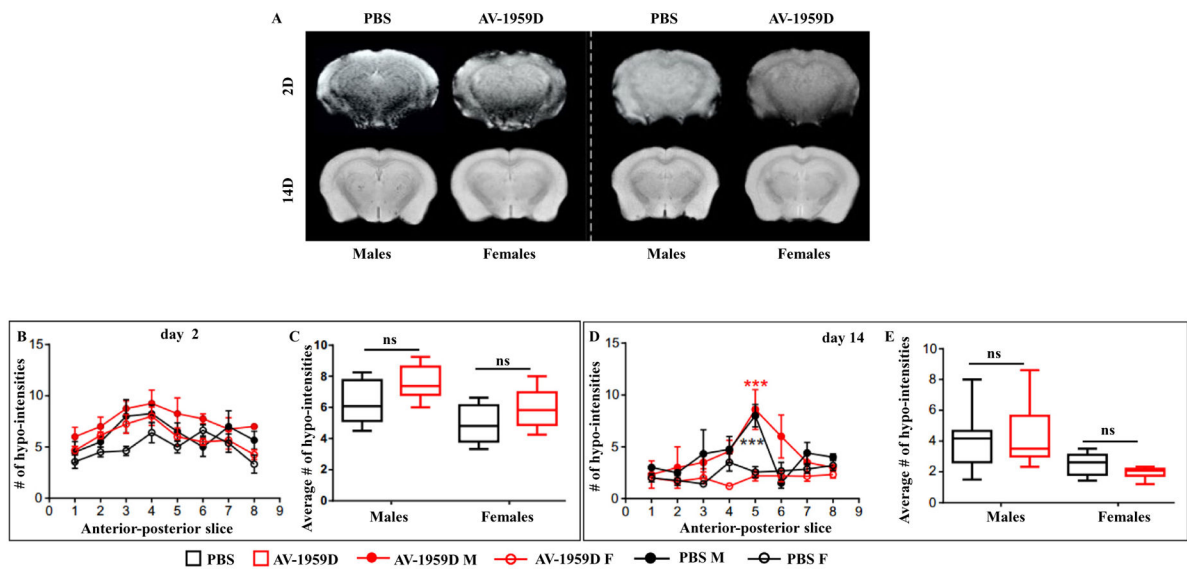 A
PBS AV-1959D PBS AV-1959D
2D
14D
Males Females Males Females
B
day 2
# of hypo-intensities
15
10
5
0
1 2 3 4 5 6 7 8
Anterior-posterior slice
C
Average # of hypo-intensities
10
8
6
4
2
0
ns
ns
Males Females
D
day 14
# of hypo-intensities
15
10
5
0
***
***
1 2 3 4 5 6 7 8
Anterior-posterior slice
E
Average # of hypo-intensities
10
8
6
4
2
0
ns
ns
Males Females
PBS AV-1959D AV-1959D M AV-1959D F PBS M PBS F